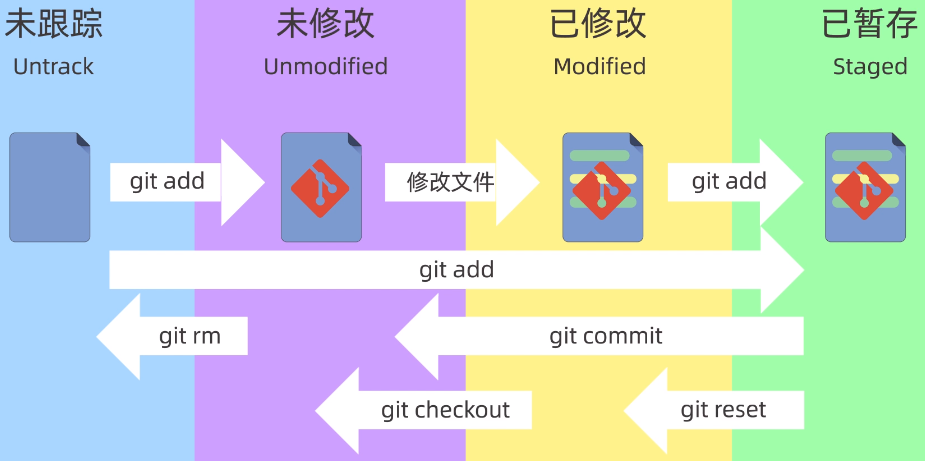 未跟踪
Untrack
未修改
Unmodified
已修改
Modified
已暂存
Staged
git add
修改文件
git add
git add
git rm
git commit
git checkout
git reset